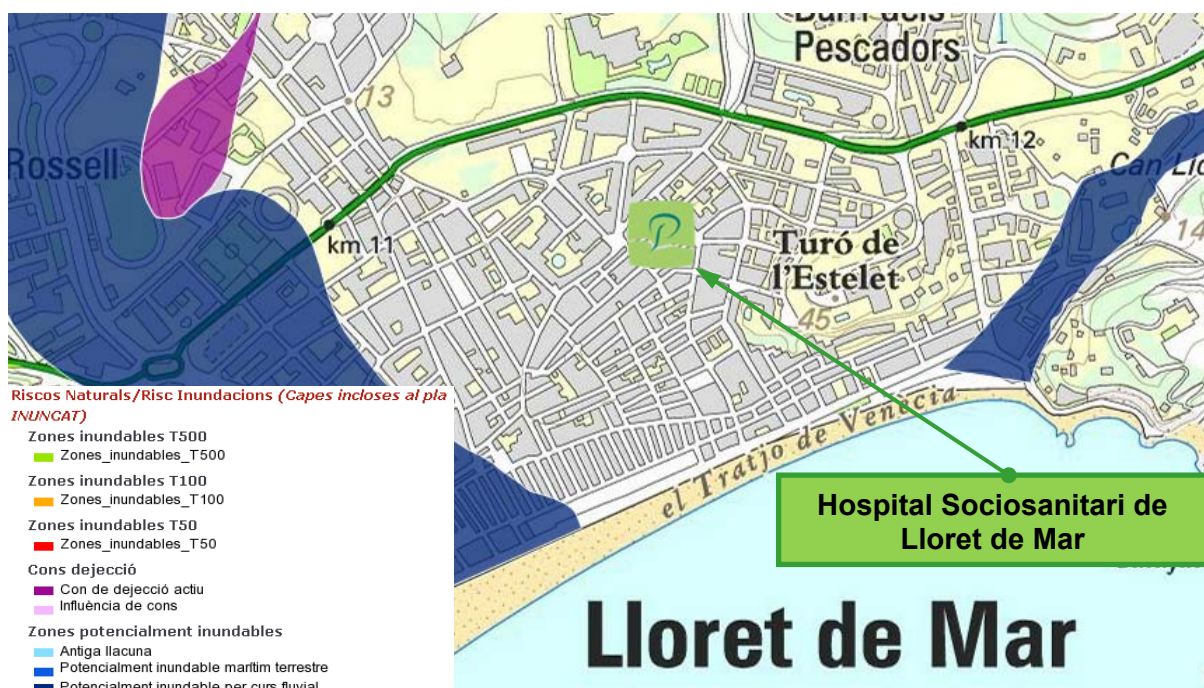 Pescadors
13
km 12
Can
Rossell
km 11
14
Turó de
l'Estelet
45
el Tratjo de Venècia
Riscos Naturals/Risc Inundacions (Capes incloses al pla
INUNCAT)
Zones inundables T500
Zones_inundables_T500
Zones inundables T100
Zones_inundables_T100
Zones inundables T50
Zones_inundables_T50
Cons dejecció
Con de dejecció actiu
Influència de cons
Zones potencialment inundables
Antiga llacuna
Potencialment inundable marítim terrestre
Potencialment inundable per curs fluvial
Hospital Sociosanitari de
Lloret de Mar
Lloret de Mar